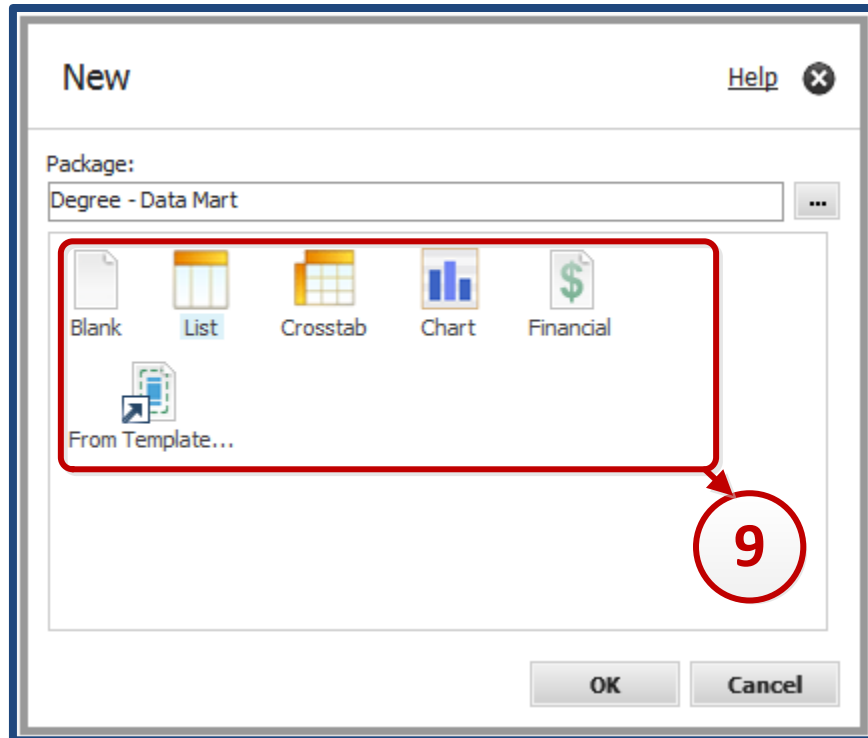 New Help
Package:
Degree - Data Mart ...
Blank List Crosstab Chart Financial
From Template...
9
OK Cancel